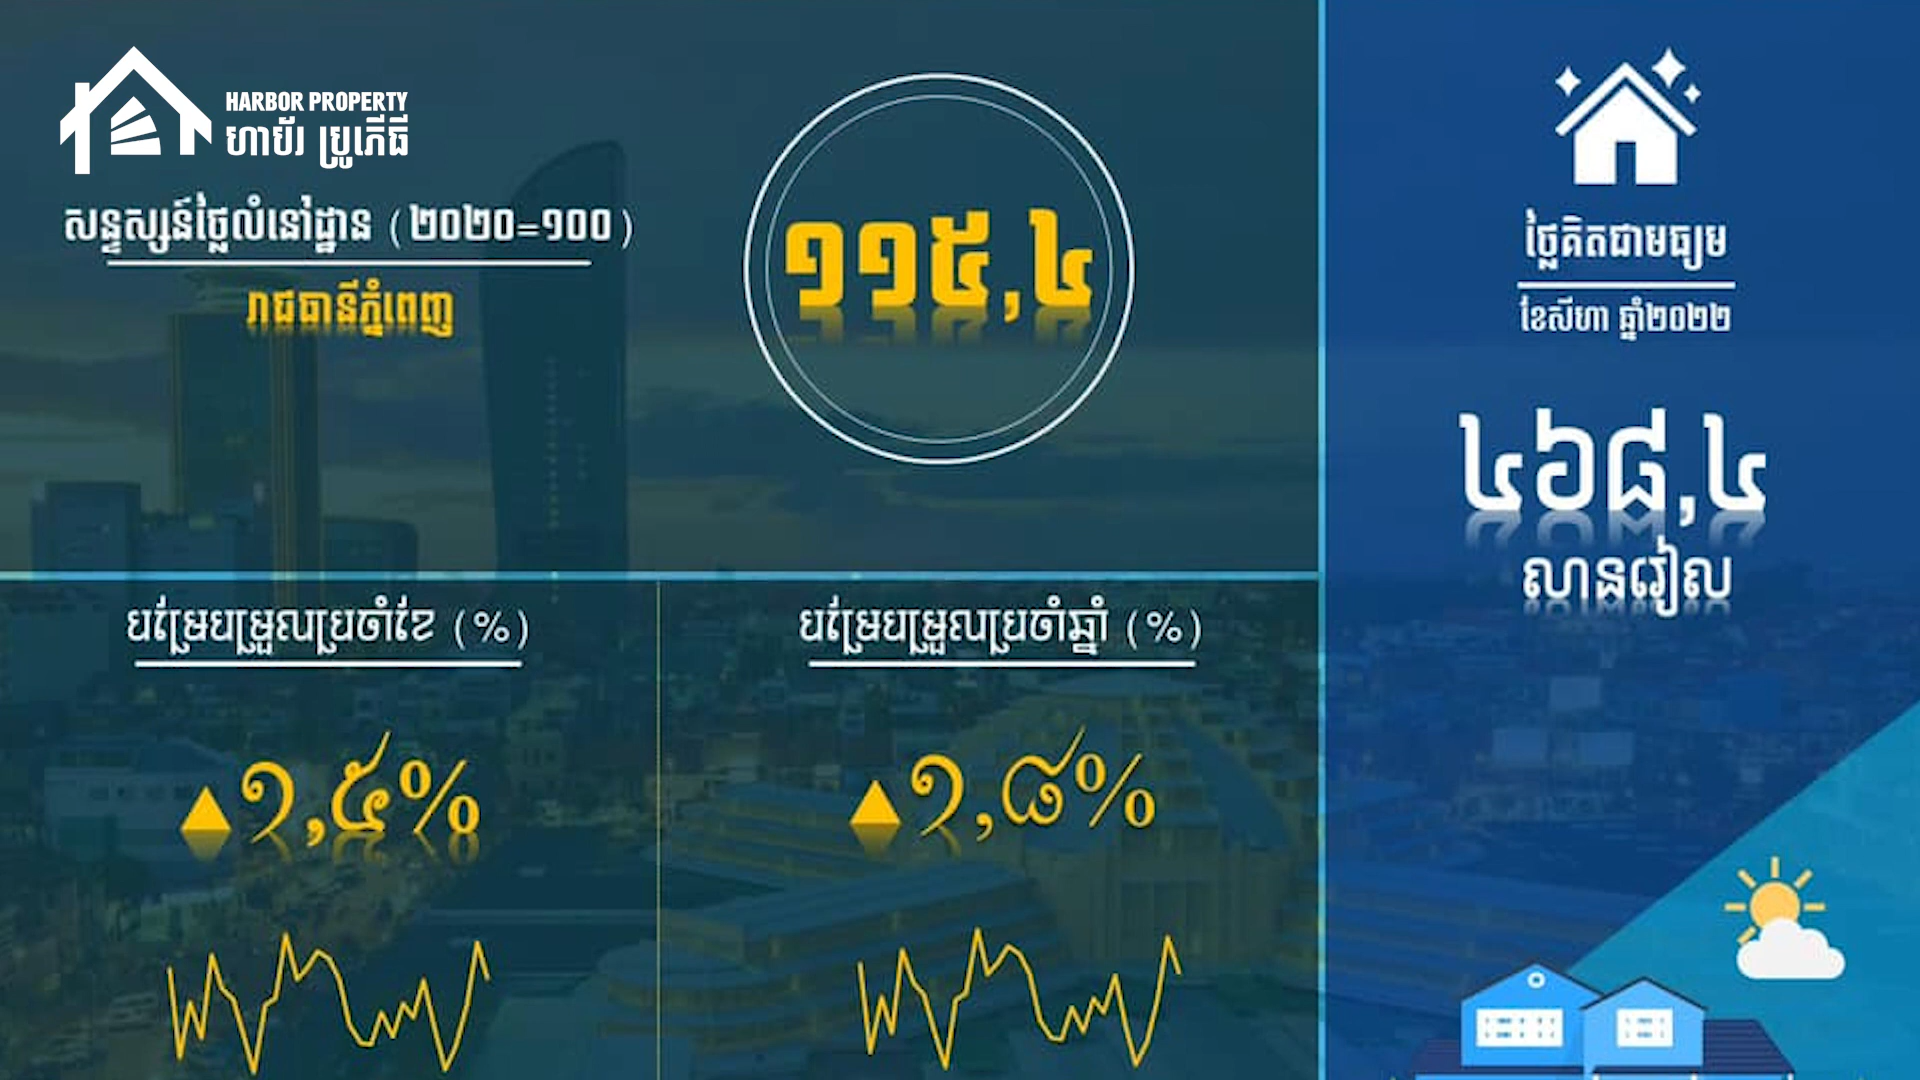 HARBOR PROPERTY
ហាប័រ ប្រូភើធី
សន្ទស្សន៍ថ្លៃលំនៅដ្ឋាន (២០២០=១០០)
រាជធានីភ្នំពេញ
១១៥,៤
បម្រែបម្រួលប្រចាំខែ (%)
▲១,៥%
បម្រែបម្រួលប្រចាំឆ្នាំ (%)
▲១,៨%
ថ្លៃគិតជាមធ្យម
ខែសីហា ឆ្នាំ២០២២
៤៦៨,៤
លានរៀល